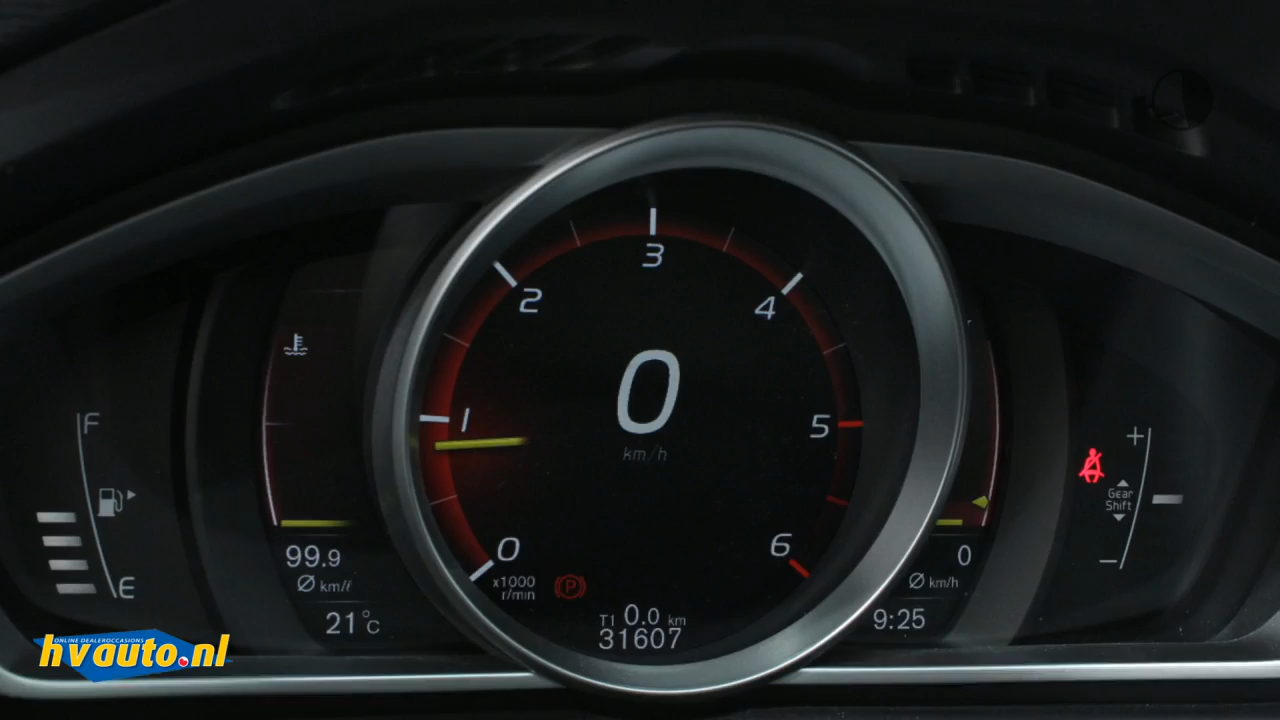 3
2
4
F
1
0
5
km/h
+
Gear
Shift
E
0
6
99.9
Ø km/ℓ
x1000
r/min
P
0
Ø km/h
–
21°C
T1 0.0 km
31607
9:25
ONLINE DEALEROCCASIONS
hvauto.nl